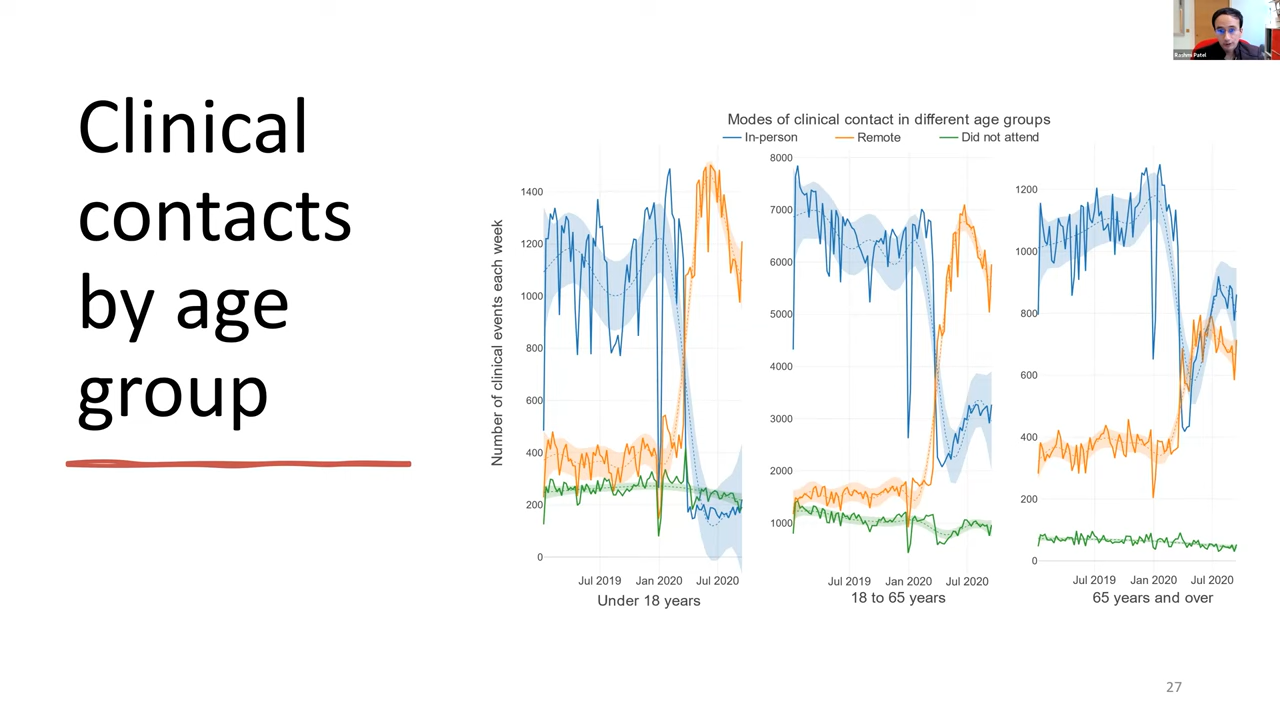 Clinical
contacts
by age
group
Rashmi Patel
Modes of clinical contact in different age groups
In-person Remote Did not attend
Number of clinical events each week
1400
1200
1000
800
600
400
200
0
Jul 2019 Jan 2020 Jul 2020
Under 18 years
8000
7000
6000
5000
4000
3000
2000
1000
Jul 2019 Jan 2020 Jul 2020
18 to 65 years
1200
1000
800
600
400
200
0
Jul 2019 Jan 2020 Jul 2020
65 years and over
27